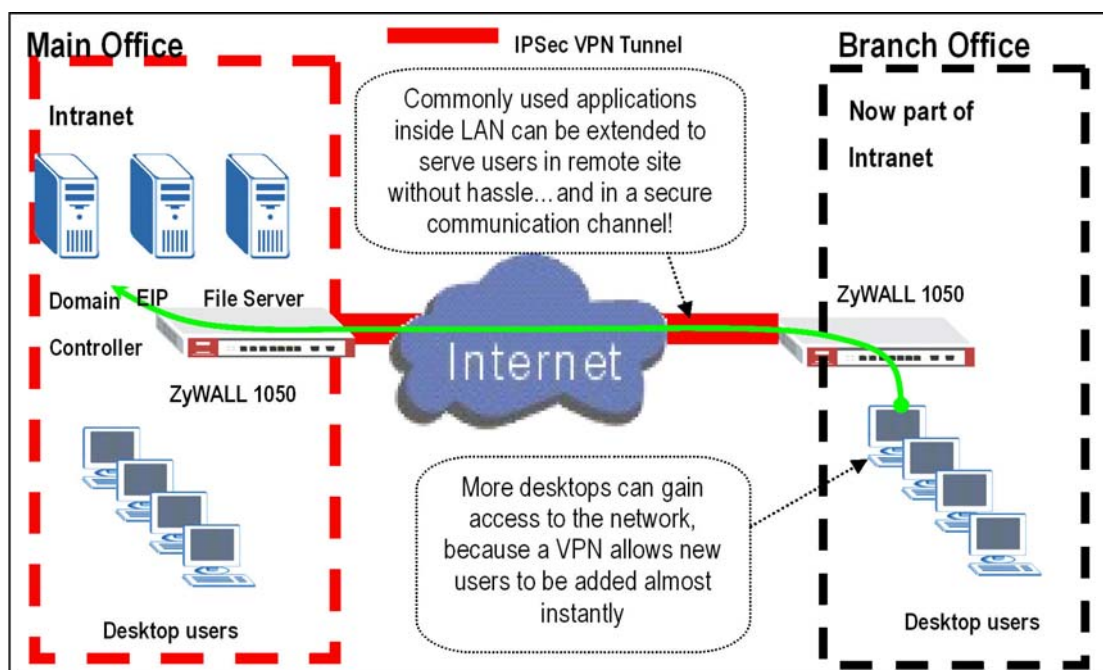 Main Office
IPSec VPN Tunnel
Branch Office
Intranet
Commonly used applications
inside LAN can be extended to
serve users in remote site
without hassle...and in a secure
communication channel!
Now part of
Intranet
Domain EIP File Server
Controller
ZyWALL 1050
Internet
ZyWALL 1050
More desktops can gain
access to the network,
because a VPN allows new
users to be added almost
instantly
Desktop users
Desktop users